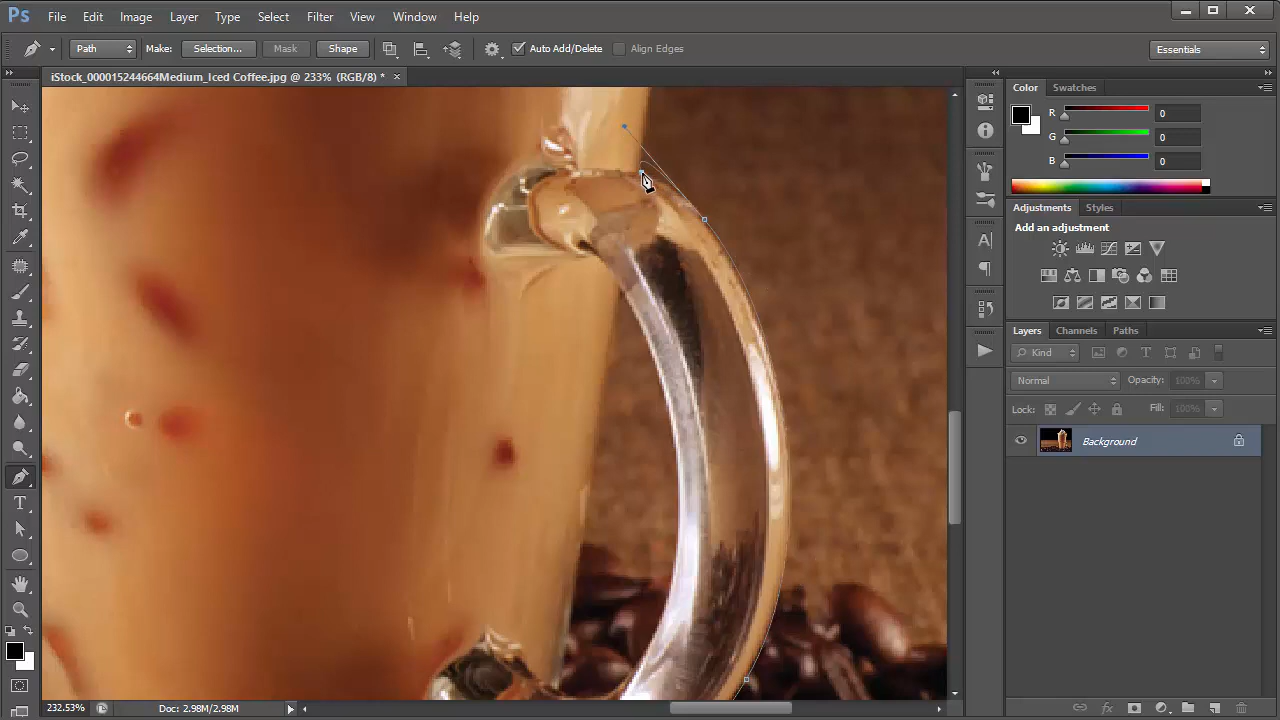 Ps File Edit Image Layer Type Select Filter View Window Help
Path Make: Selection... Mask Shape Auto Add/Delete Align Edges Essentials
iStock_000015244664Medium_Iced Coffee.jpg @ 233% (RGB/8) * ×
Color Swatches
R 0
G 0
B 0
Adjustments Styles
Add an adjustment
Layers Channels Paths
Kind
Normal Opacity: 100%
Lock: Fill: 100%
Background
232.53% Doc: 2.98M/2.98M